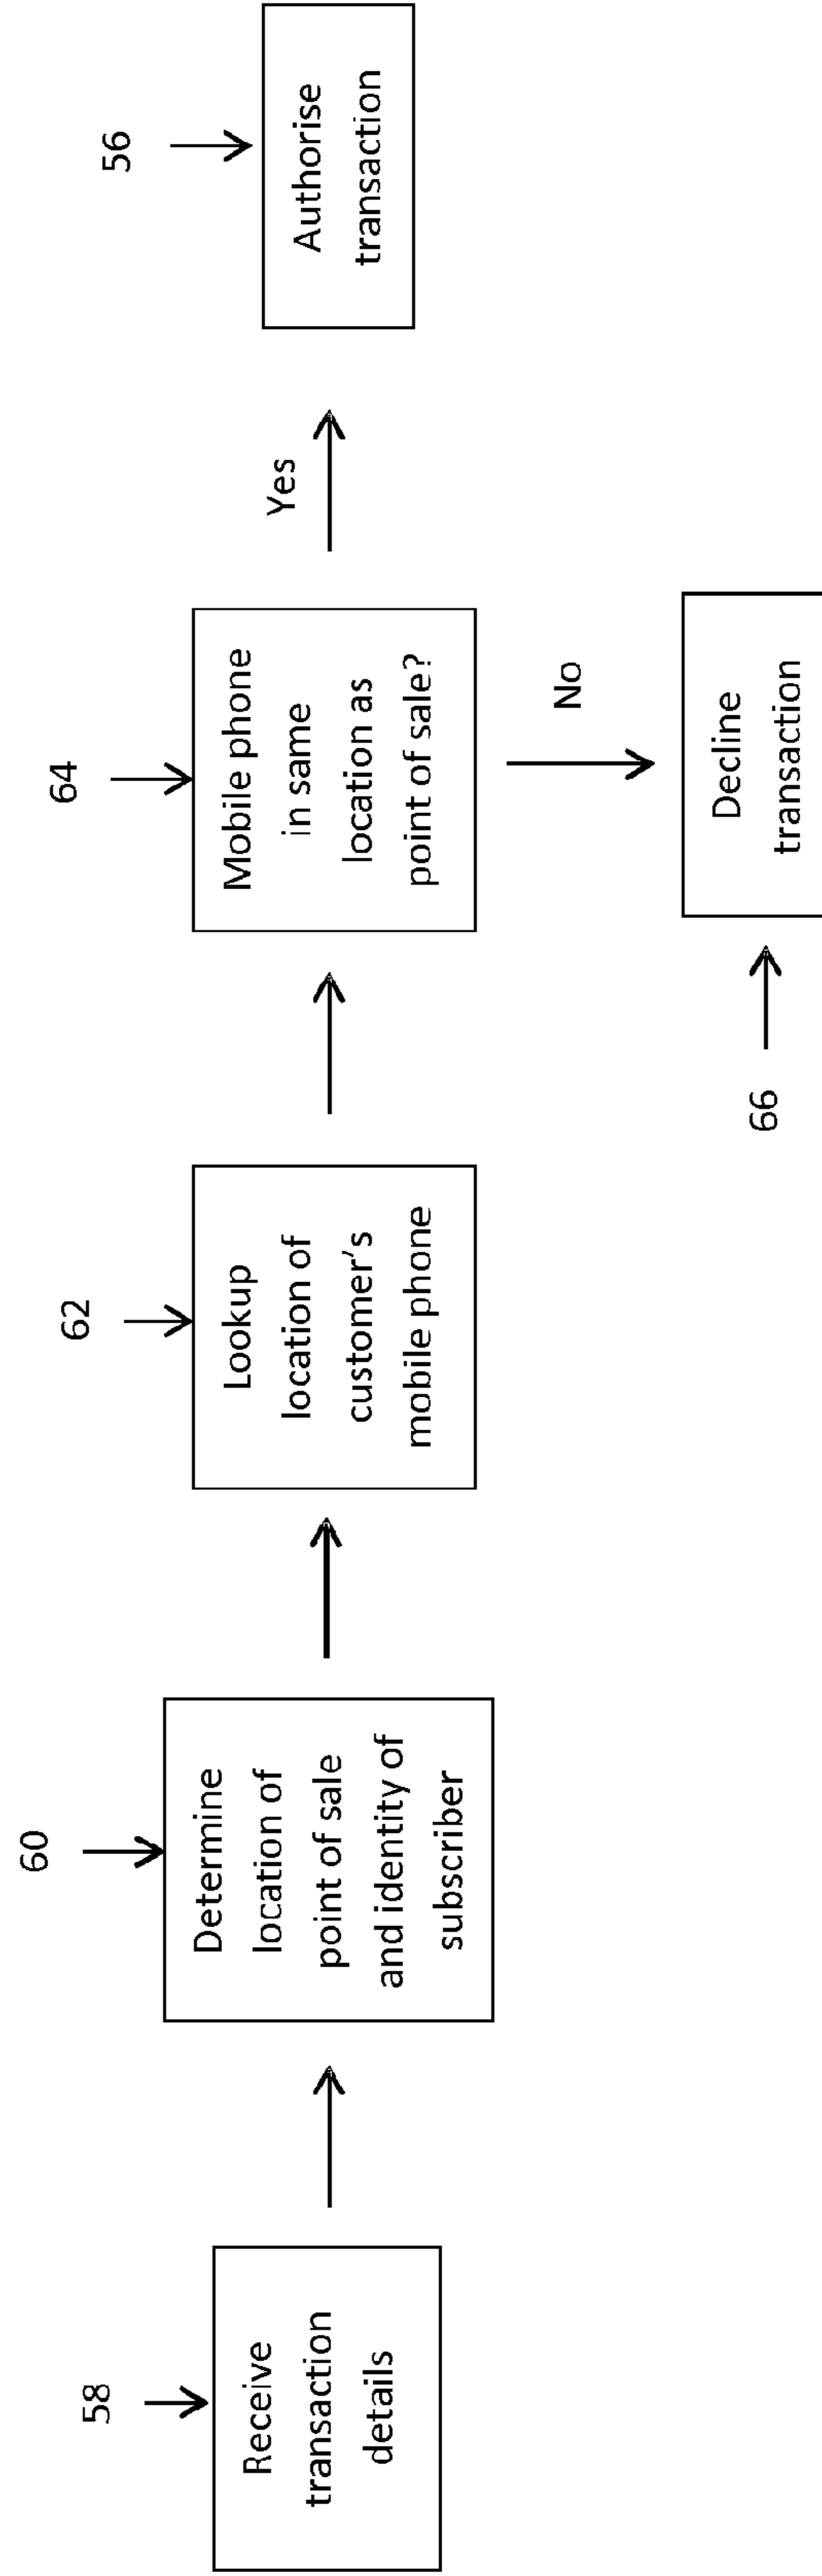 58
Receive
transaction
details
60
Determine
location of
point of sale
and identity of
subscriber
62
Lookup
location of
customer's
mobile phone
64
Mobile phone
in same
location as
point of sale?
Yes
56
Authorise
transaction
No
66
Decline
transaction